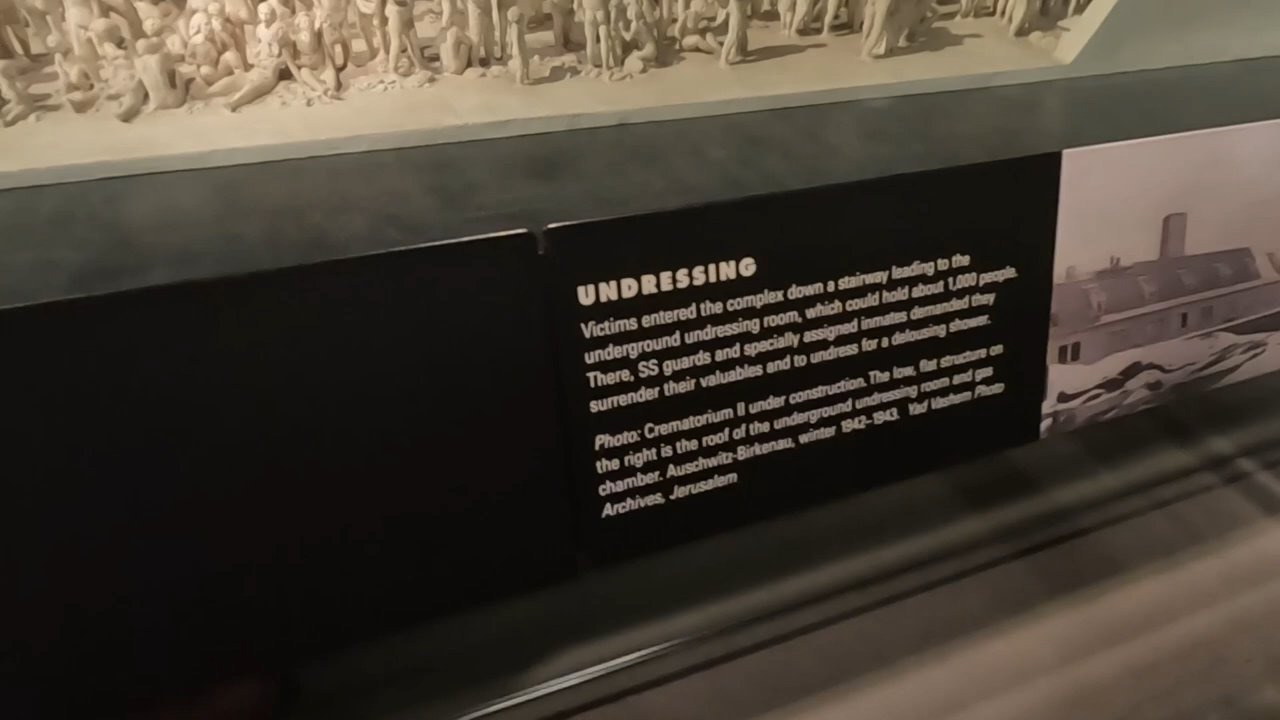 UNDRESSING
Victims entered the complex down a stairway leading to the
underground undressing room, which could hold about 1,000 people.
There, SS guards and specially assigned inmates demanded they
surrender their valuables and to undress for a delousing shower.
Photo: Crematorium II under construction. The low, flat structure on
the right is the roof of the underground undressing room and gas
chamber. Auschwitz-Birkenau, winter 1942–1943. Yad Vashem Photo
Archives, Jerusalem